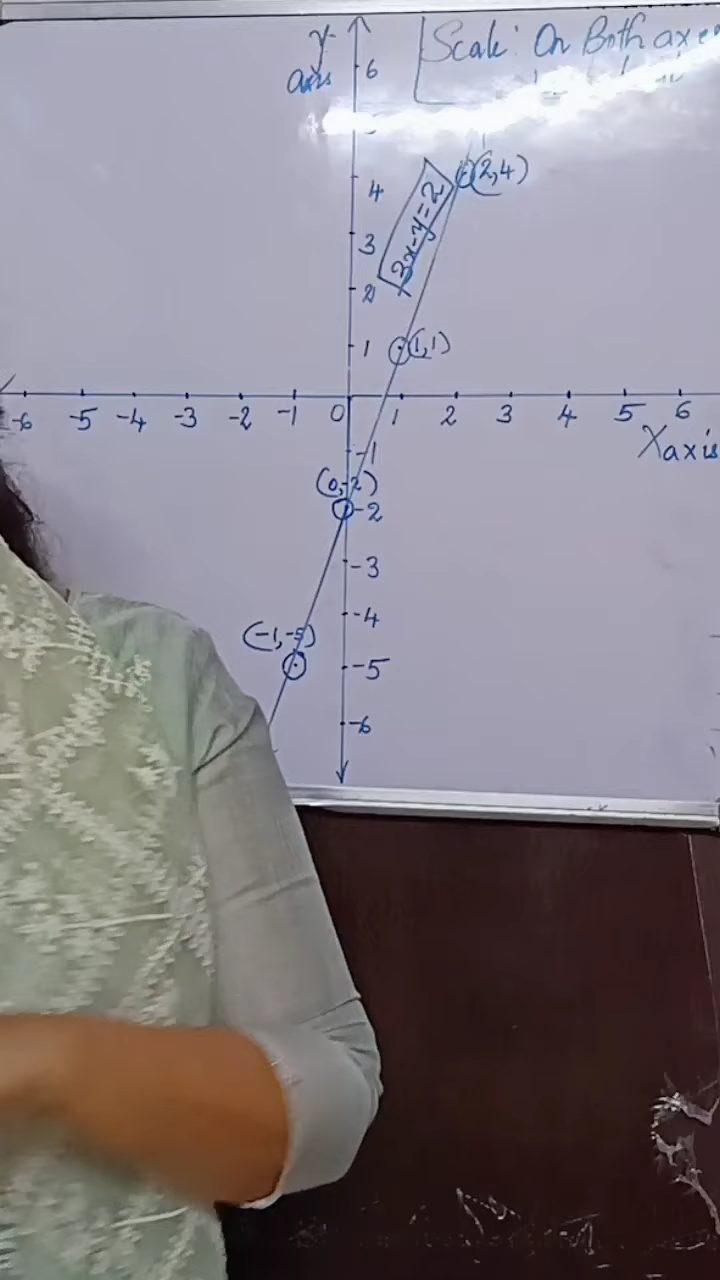 Y
axis
Scale: On Both axes
6
(2,4)
4
3x-y=2
3
2
1
(1,1)
-6 -5 -4 -3 -2 -1 0 1 2 3 4 5 6
X axis
-1
(0,-2)
-2
-3
-4
(-1,-5)
-5
-6